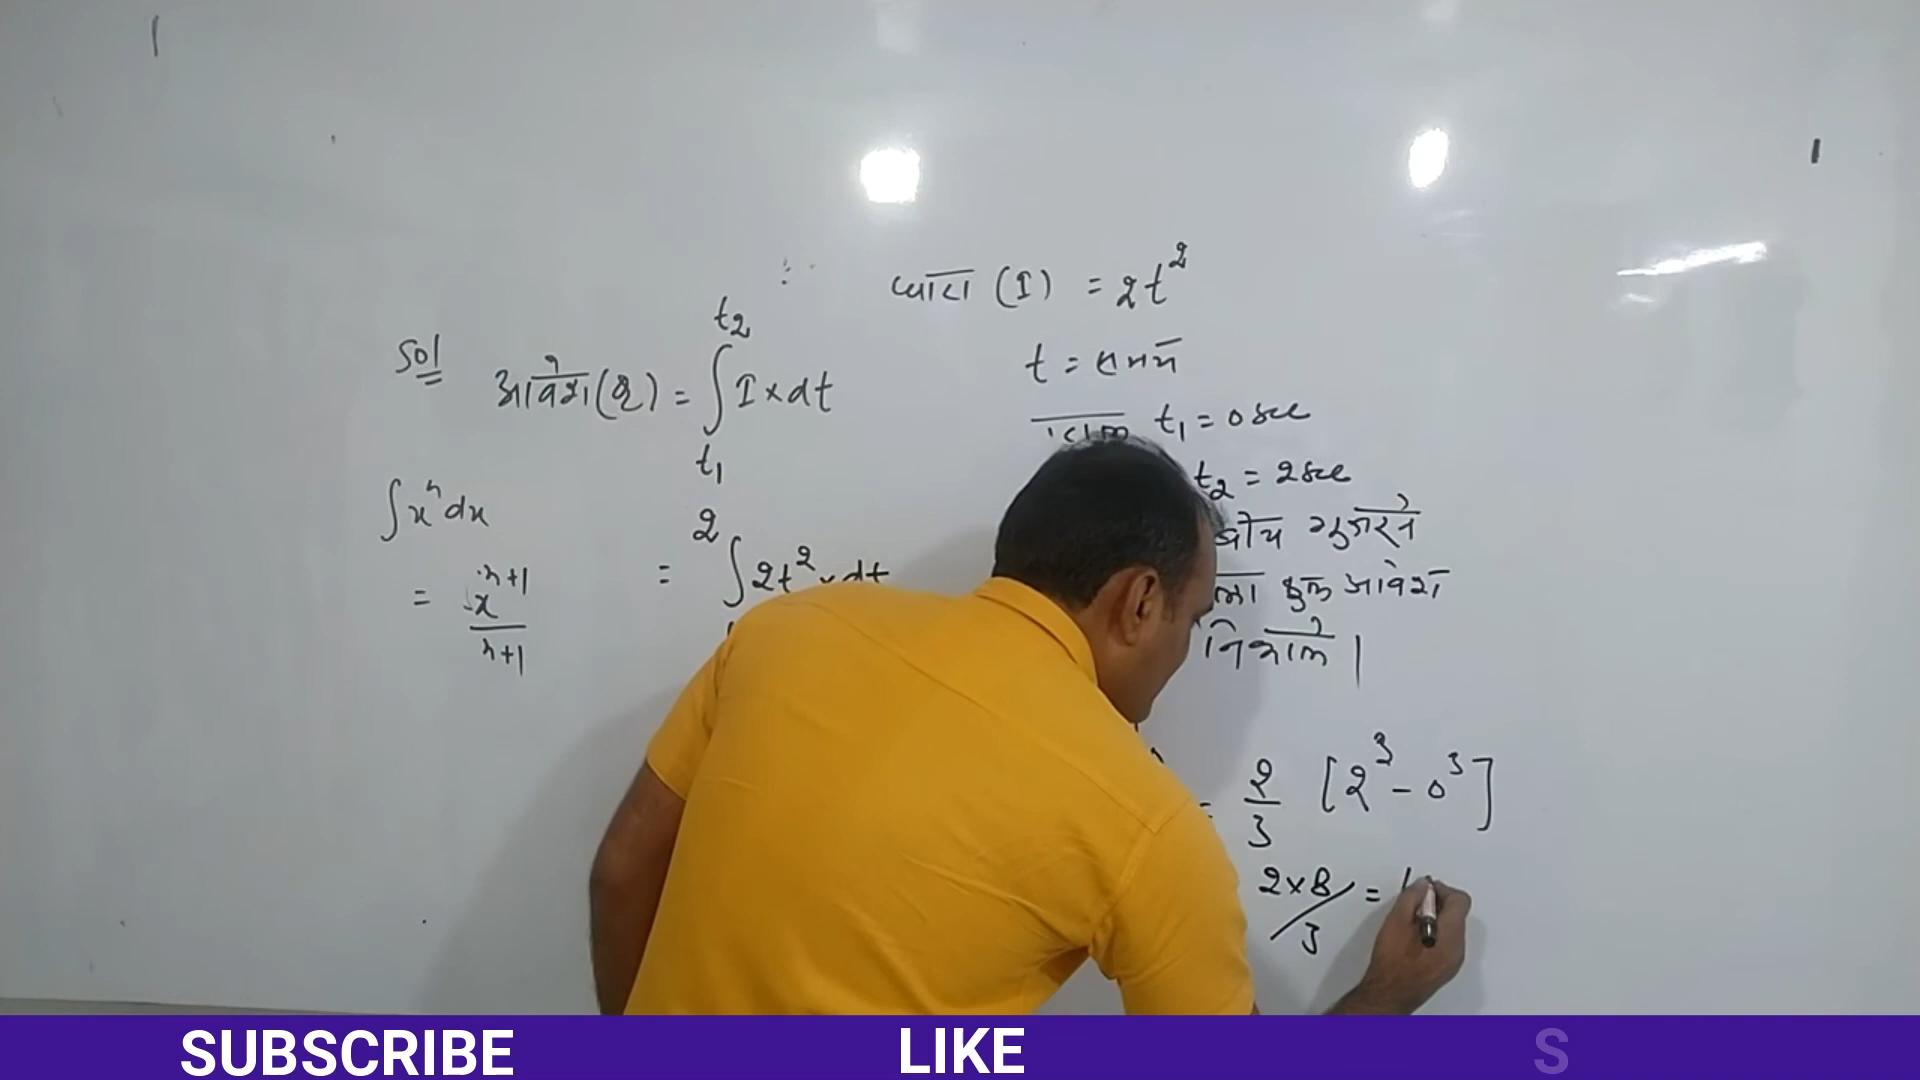 धारा (I) = 2t²
t = समय
t₁ = 0 sec
t₂ = 2 sec
बीच गुजरने
कुल आवेश
निकालें |
Sol आवेश (Q) = ∫ I × dt
t₂
t₁
∫xⁿ dx
= xⁿ⁺¹
n+1
2
= ∫ 2t² × dt
= 2/3 [2³ - 0³]
2×8/3 = 1
SUBSCRIBE LIKE S